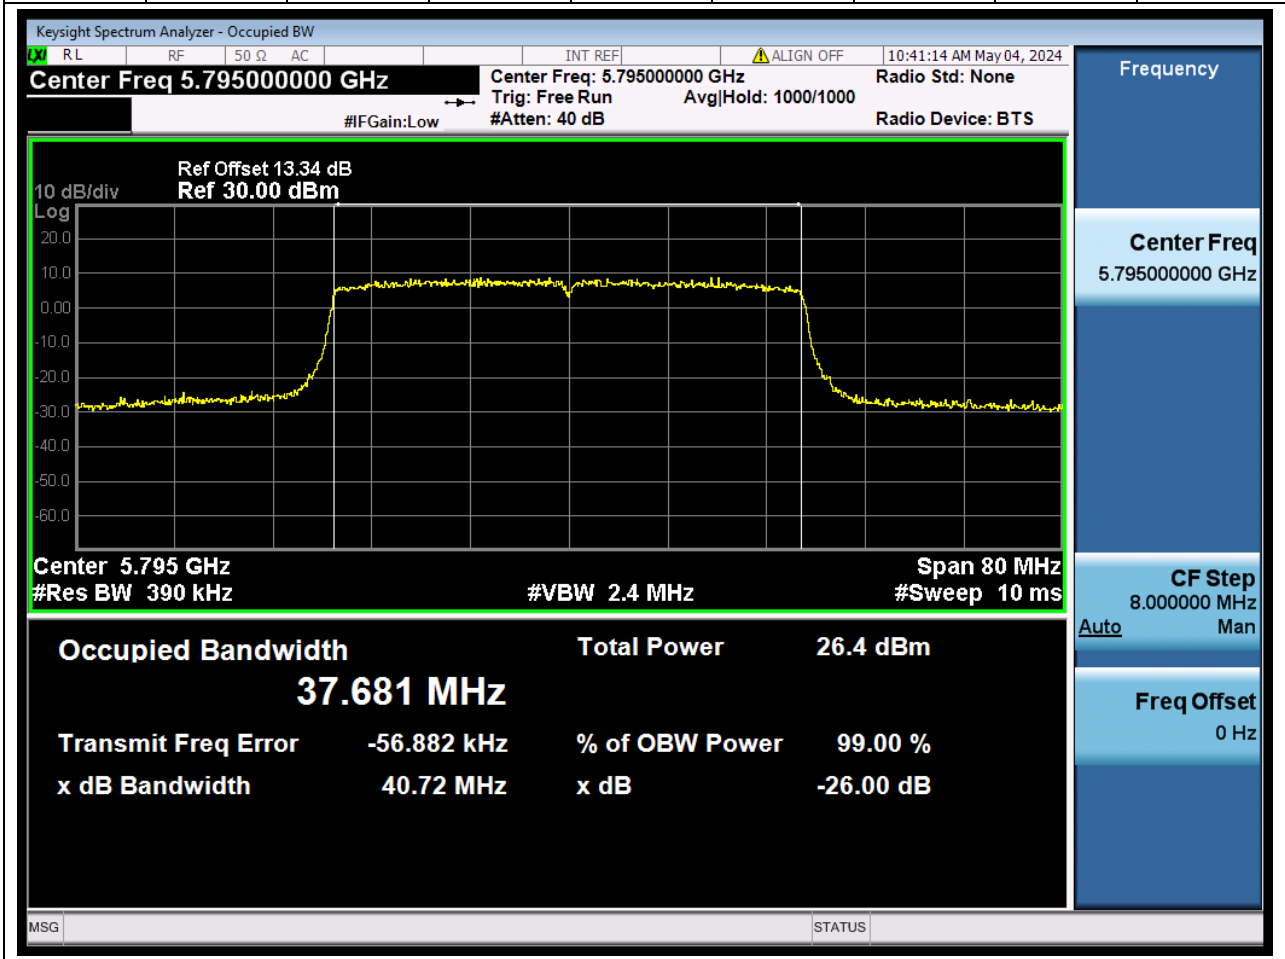 Keysight Spectrum Analyzer - Occupied BW
LXI RL RF 50 Ω AC INT REF ALIGN OFF 10:41:14 AM May 04, 2024
Center Freq 5.795000000 GHz
Center Freq: 5.795000000 GHz
Radio Std: None
Trig: Free Run Avg|Hold: 1000/1000
#IFGain:Low
#Atten: 40 dB
Radio Device: BTS
Ref Offset 13.34 dB
10 dB/div Ref 30.00 dBm
Log
20.0
10.0
0.00
-10.0
-20.0
-30.0
-40.0
-50.0
-60.0
Center 5.795 GHz Span 80 MHz
#Res BW 390 kHz #VBW 2.4 MHz #Sweep 10 ms
Occupied Bandwidth Total Power 26.4 dBm
37.681 MHz
Transmit Freq Error -56.882 kHz % of OBW Power 99.00 %
x dB Bandwidth 40.72 MHz x dB -26.00 dB
MSG STATUS
Frequency
Center Freq
5.795000000 GHz
CF Step
8.000000 MHz
Auto Man
Freq Offset
0 Hz